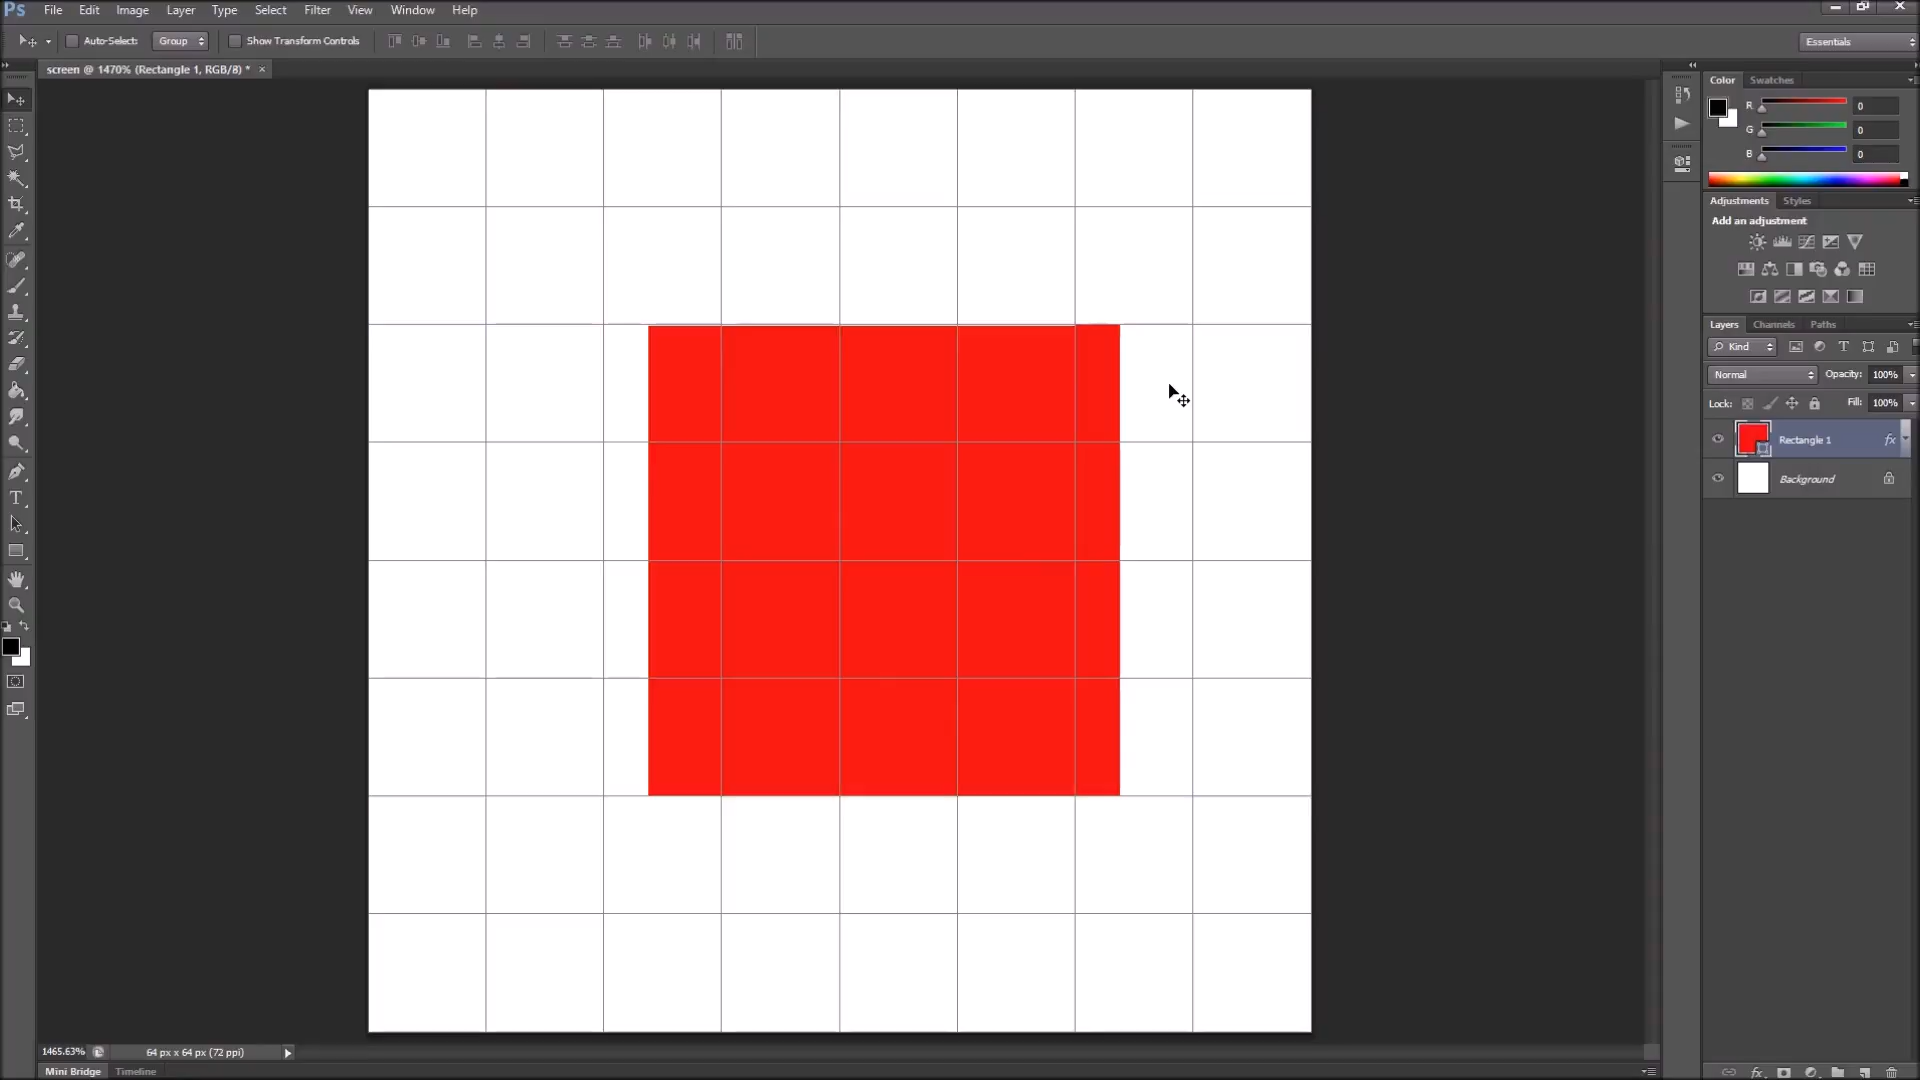 Ps File Edit Image Layer Type Select Filter View Window Help
Auto-Select: Group Show Transform Controls Essentials
screen @ 1470% (Rectangle 1, RGB/8) * ×
Color Swatches
R 0
G 0
B 0
Adjustments Styles
Add an adjustment
Layers Channels Paths
Kind
Normal Opacity: 100%
Lock: Fill: 100%
Rectangle 1 fx
Background
T
1465.63% 64 px x 64 px (72 ppi)
Mini Bridge Timeline
fx